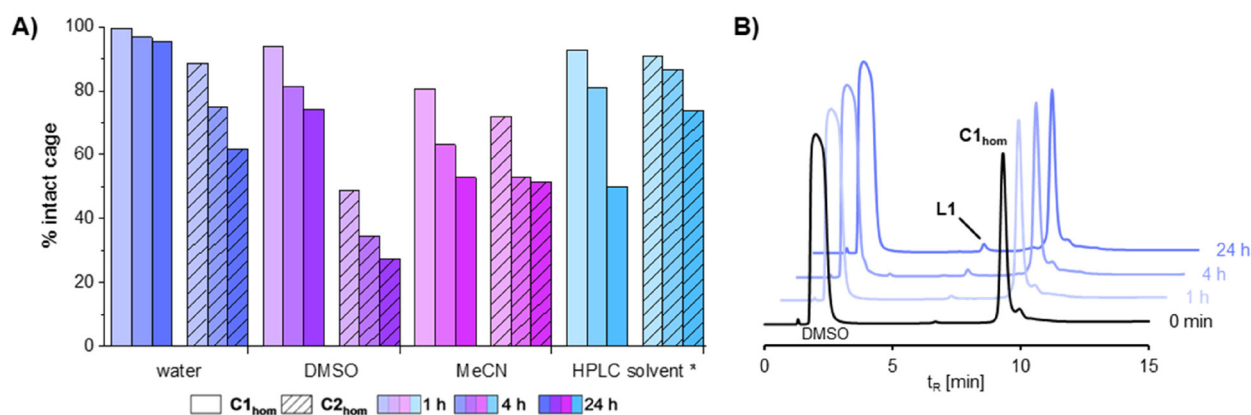 A)
% intact cage
100
80
60
40
20
0
water DMSO MeCN HPLC solvent *
C1hom C2hom 1 h 4 h 24 h
B)
C1hom
L1
24 h
4 h
1 h
0 min
DMSO
0 5 10 15
tR [min]